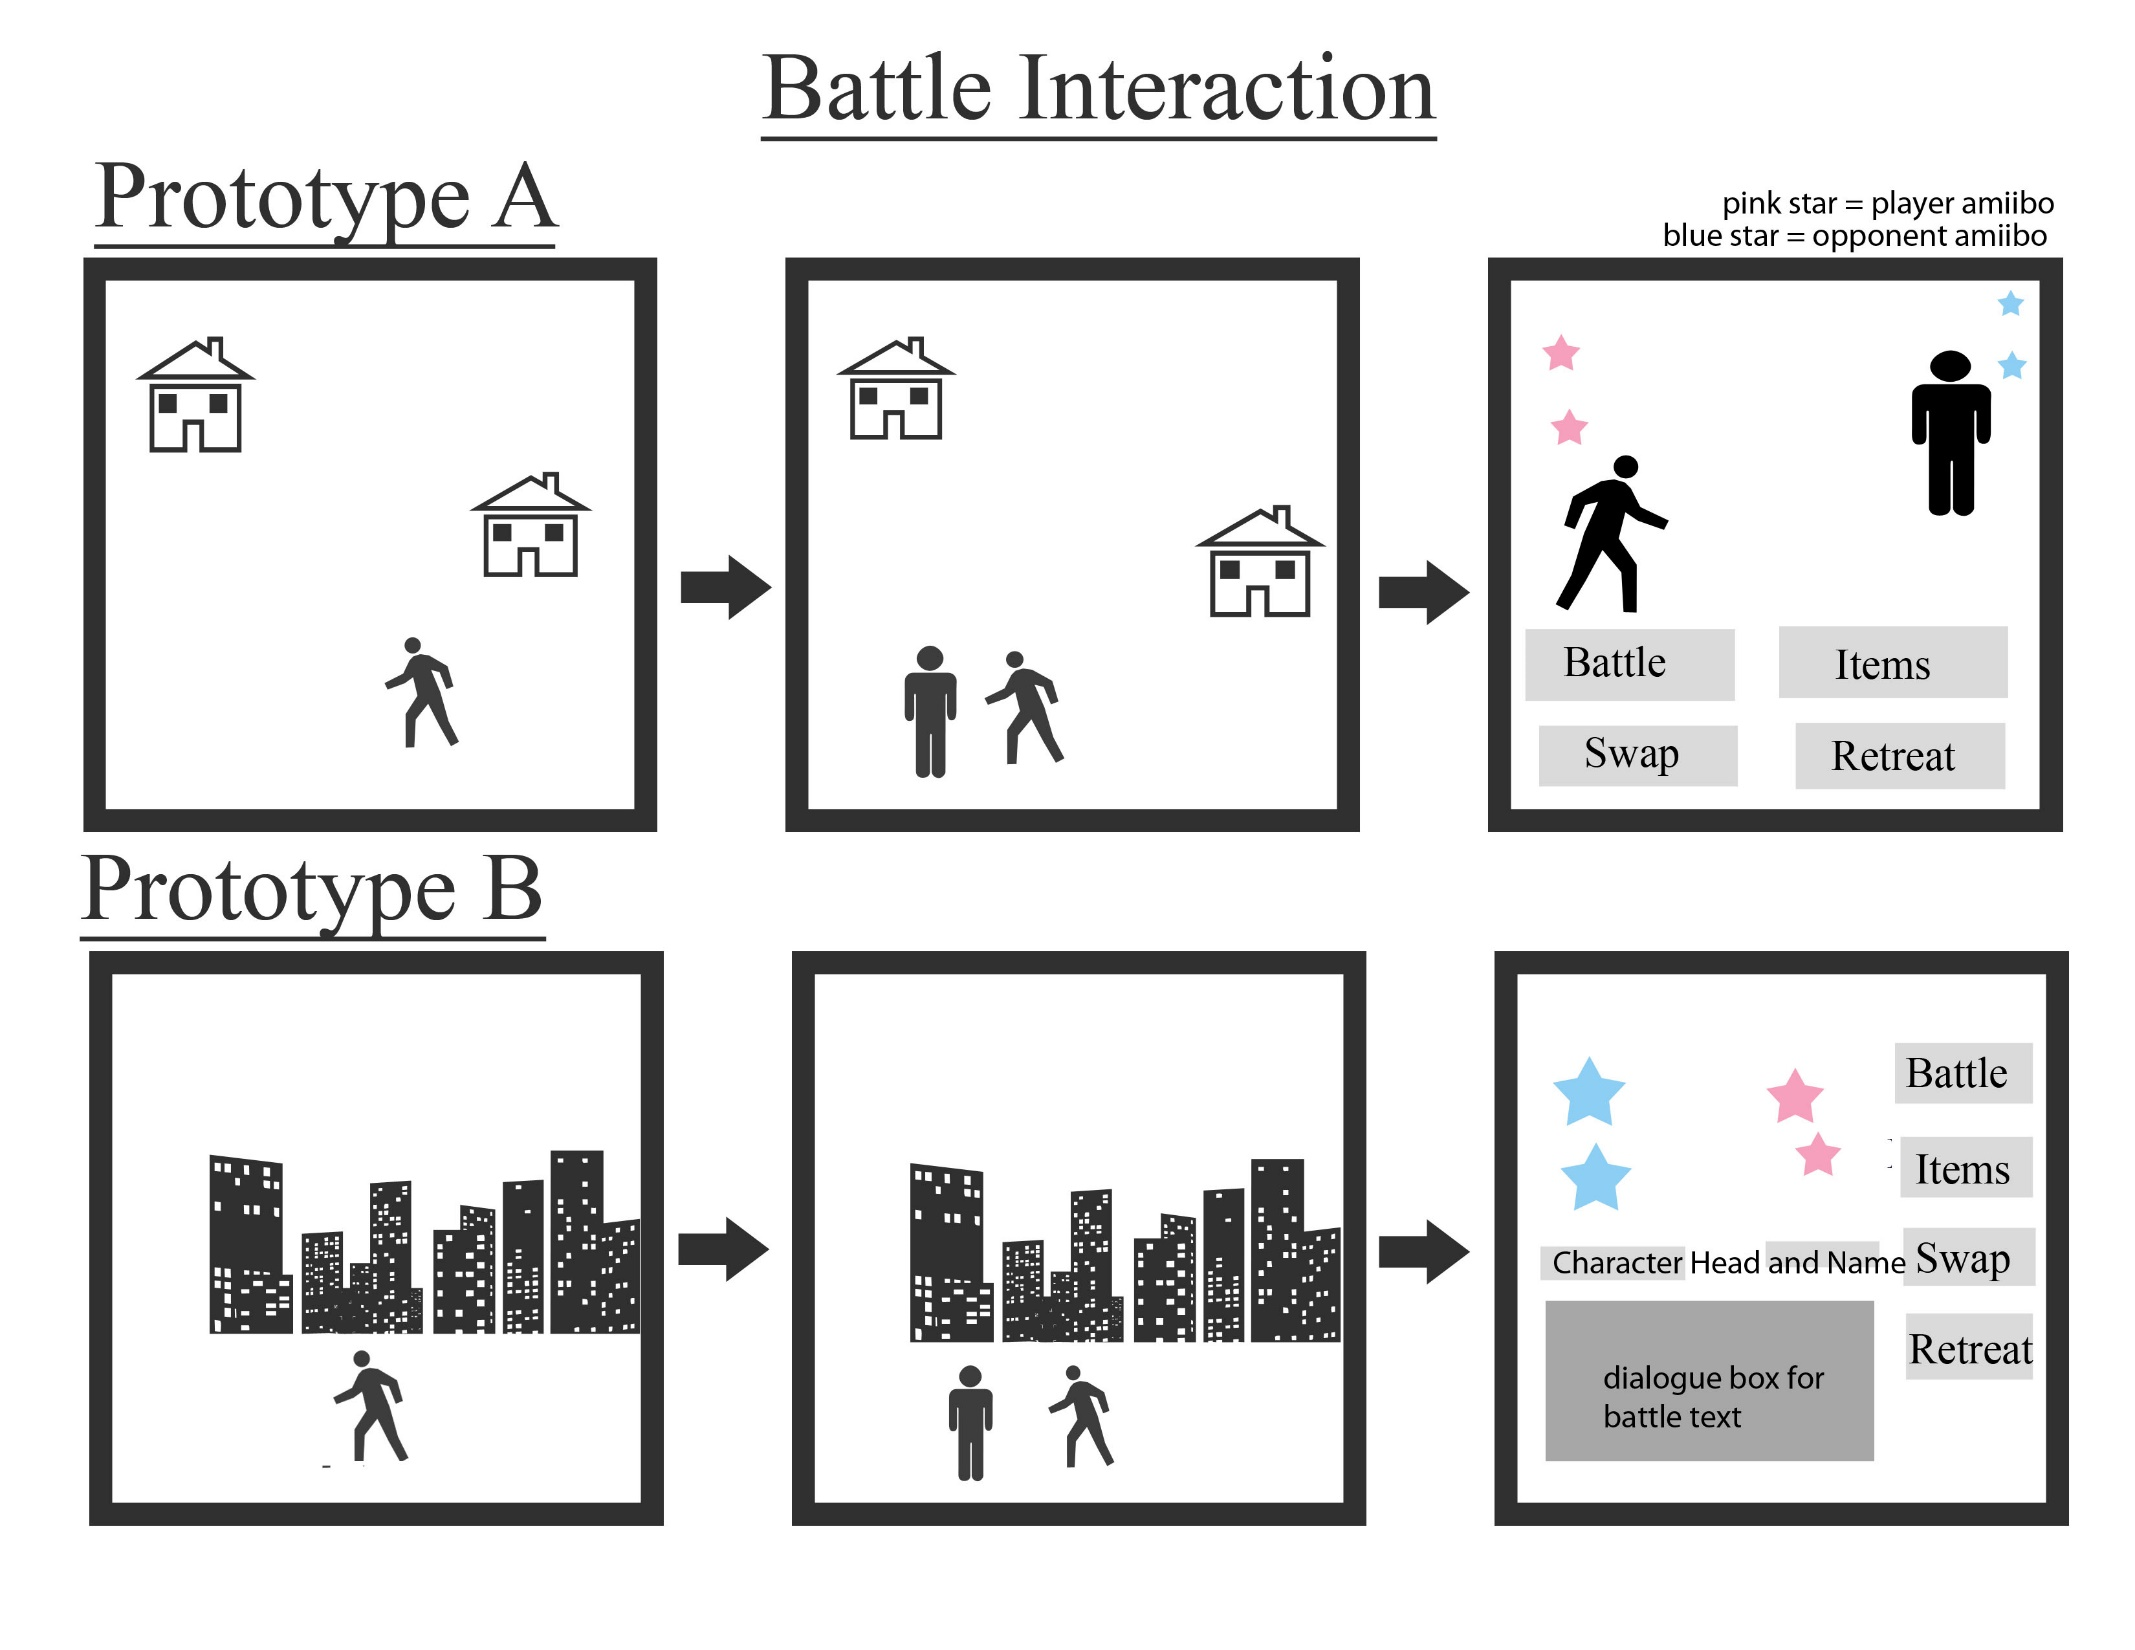 Battle Interaction
Prototype A
pink star = player amiibo
blue star = opponent amiibo
Battle
Items
Swap
Retreat
Prototype B
Battle
Items
Character Head and Name
Swap
Retreat
dialogue box for
battle text